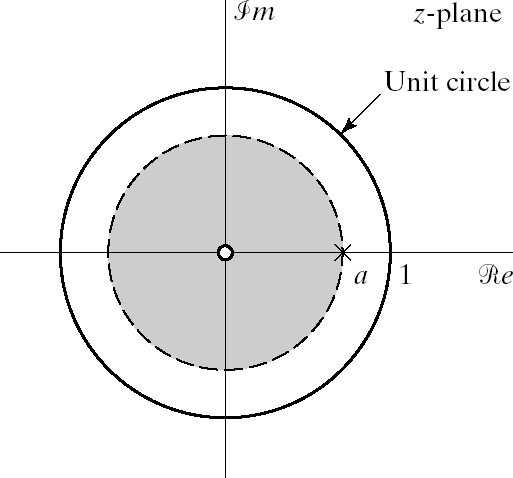 ℐm
z-plane
Unit circle
a
1
ℛe